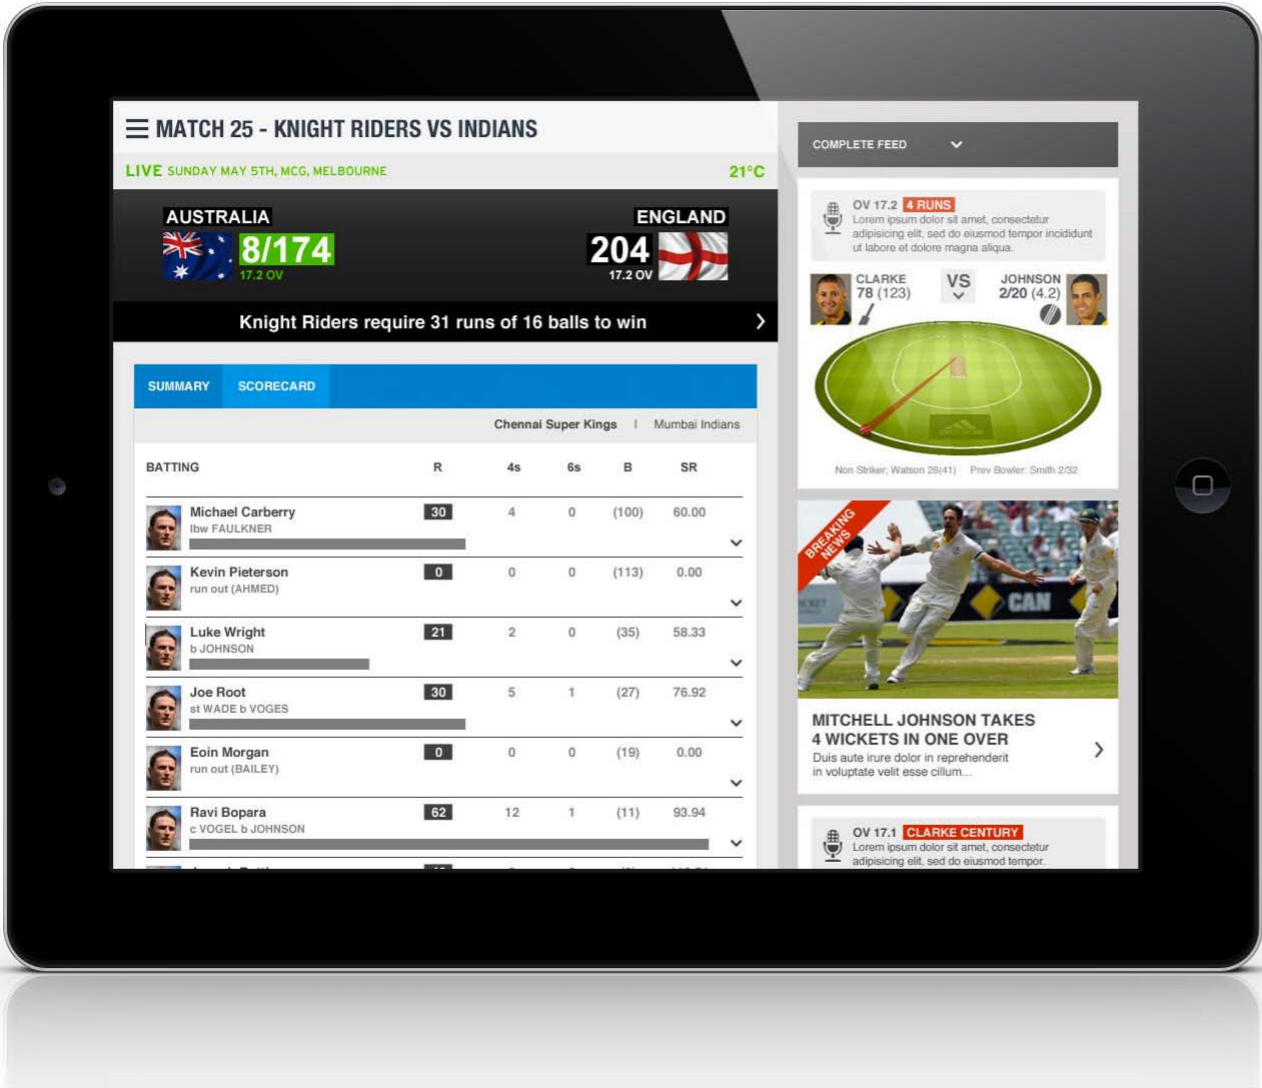 MATCH 25 - KNIGHT RIDERS VS INDIANS
LIVE SUNDAY MAY 5TH, MCG, MELBOURNE
21°C
AUSTRALIA
8/174
17.2 OV
ENGLAND
204
17.2 OV
Knight Riders require 31 runs of 16 balls to win
SUMMARY SCORECARD
Chennai Super Kings | Mumbai Indians
BATTING R 4s 6s B SR
Michael Carberry 30 4 0 (100) 60.00
lbw FAULKNER
Kevin Pieterson 0 0 0 (113) 0.00
run out (AHMED)
Luke Wright 21 2 0 (35) 58.33
b JOHNSON
Joe Root 30 5 1 (27) 76.92
st WADE b VOGES
Eoin Morgan 0 0 0 (19) 0.00
run out (BAILEY)
Ravi Bopara 62 12 1 (11) 93.94
c VOGEL b JOHNSON
COMPLETE FEED
OV 17.2 4 RUNS
Lorem ipsum dolor sit amet, consectetur
adipisicing elit, sed do eiusmod tempor incididunt
ut labore et dolore magna aliqua.
CLARKE
78 (123)
VS
JOHNSON
2/20 (4.2)
Non Striker: Watson 28(41) Prev Bowler: Smith 2/32
BREAKING
NEWS
CAN
MITCHELL JOHNSON TAKES
4 WICKETS IN ONE OVER
Duis aute irure dolor in reprehenderit
in voluptate velit esse cillum...
OV 17.1 CLARKE CENTURY
Lorem ipsum dolor sit amet, consectetur
adipisicing elit, sed do eiusmod tempor.